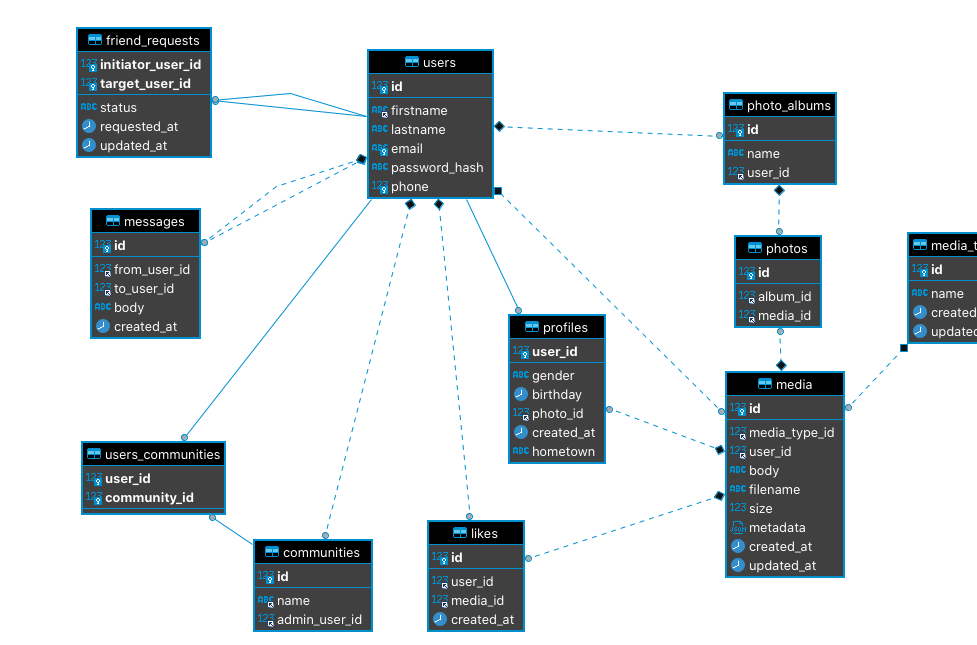 friend_requests
initiator_user_id
target_user_id
status
requested_at
updated_at
users
id
firstname
lastname
email
password_hash
phone
photo_albums
id
name
user_id
messages
id
from_user_id
to_user_id
body
created_at
photos
id
album_id
media_id
media_t
id
name
created
update
profiles
user_id
gender
birthday
photo_id
created_at
hometown
media
id
media_type_id
user_id
body
filename
size
metadata
created_at
updated_at
users_communities
user_id
community_id
communities
id
name
admin_user_id
likes
id
user_id
media_id
created_at